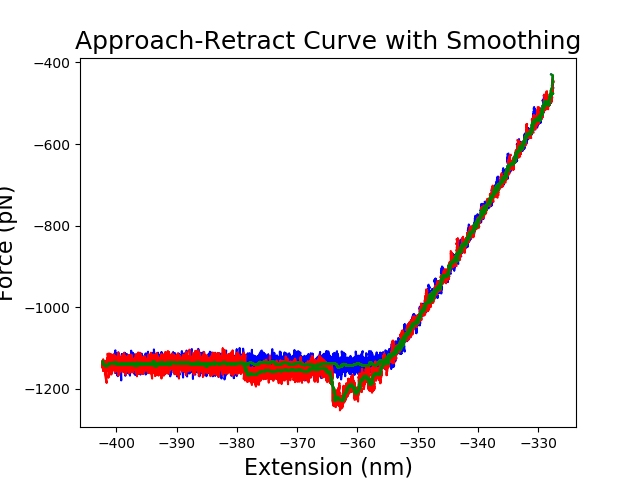 Approach-Retract Curve with Smoothing
−400
−600
−800
−1000
−1200
Force (pN)
−400 −390 −380 −370 −360 −350 −340 −330
Extension (nm)